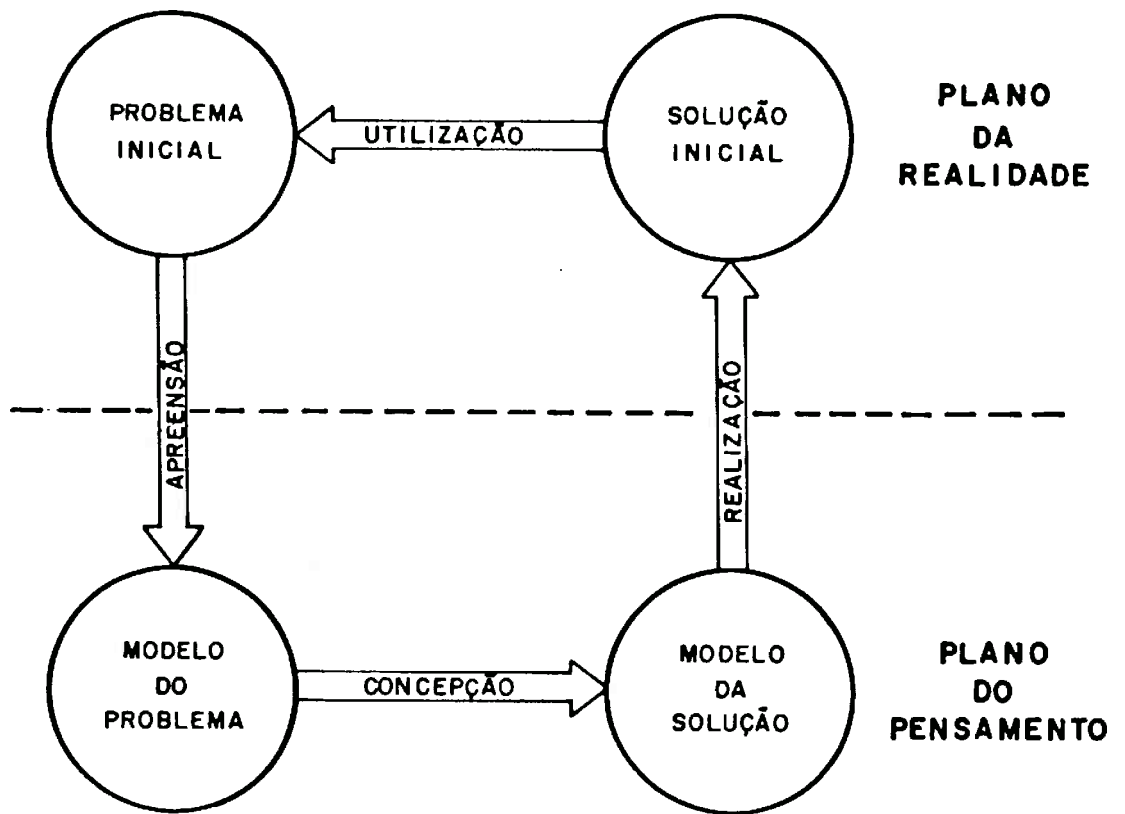 PROBLEMA
INICIAL
UTILIZAÇÃO
SOLUÇÃO
INICIAL
PLANO
DA
REALIDADE
APREENSÃO
REALIZAÇÃO
MODELO
DO
PROBLEMA
CONCEPÇÃO
MODELO
DA
SOLUÇÃO
PLANO
DO
PENSAMENTO